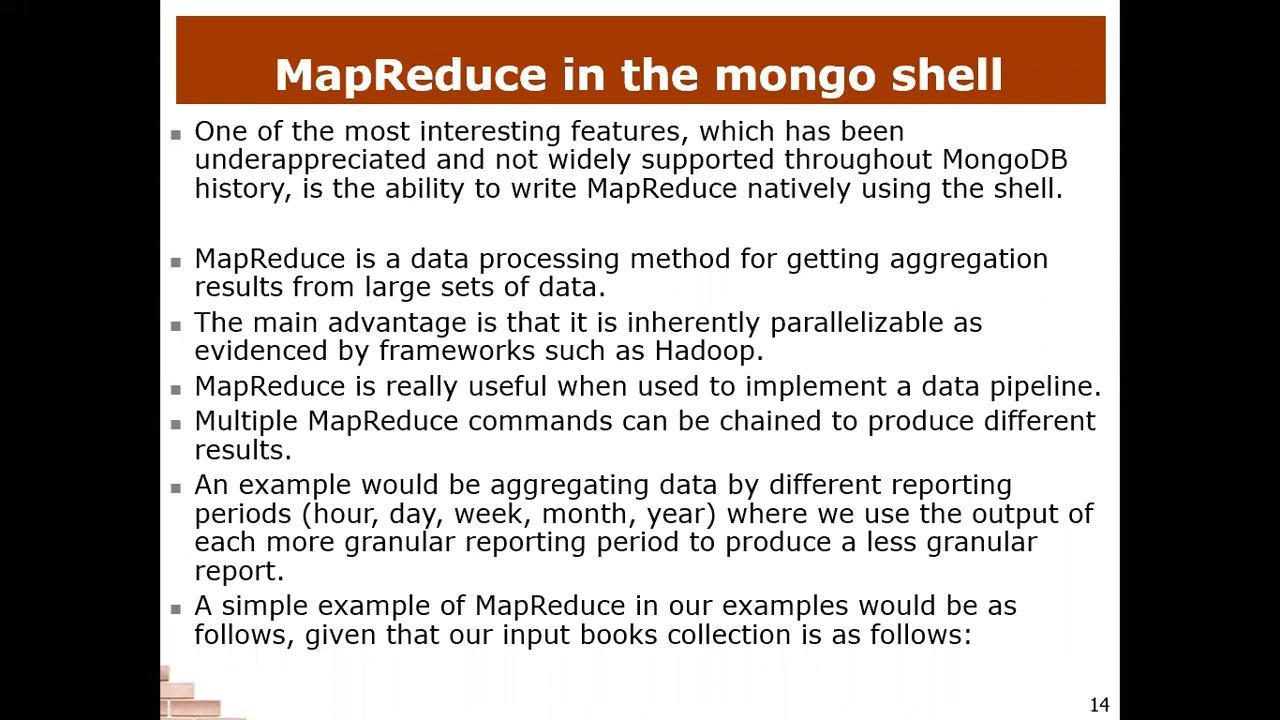 MapReduce in the mongo shell
One of the most interesting features, which has been
underappreciated and not widely supported throughout MongoDB
history, is the ability to write MapReduce natively using the shell.
MapReduce is a data processing method for getting aggregation
results from large sets of data.
The main advantage is that it is inherently parallelizable as
evidenced by frameworks such as Hadoop.
MapReduce is really useful when used to implement a data pipeline.
Multiple MapReduce commands can be chained to produce different
results.
An example would be aggregating data by different reporting
periods (hour, day, week, month, year) where we use the output of
each more granular reporting period to produce a less granular
report.
A simple example of MapReduce in our examples would be as
follows, given that our input books collection is as follows:
14